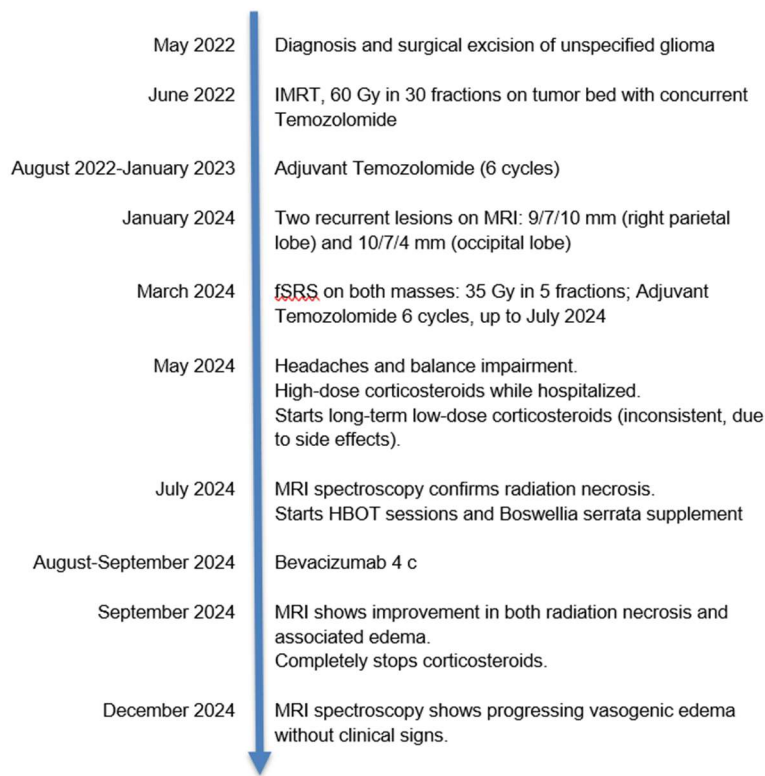 May 2022 Diagnosis and surgical excision of unspecified glioma
June 2022 IMRT, 60 Gy in 30 fractions on tumor bed with concurrent
Temozolomide
August 2022-January 2023 Adjuvant Temozolomide (6 cycles)
January 2024 Two recurrent lesions on MRI: 9/7/10 mm (right parietal
lobe) and 10/7/4 mm (occipital lobe)
March 2024 fSRS on both masses: 35 Gy in 5 fractions; Adjuvant
Temozolomide 6 cycles, up to July 2024
May 2024 Headaches and balance impairment.
High-dose corticosteroids while hospitalized.
Starts long-term low-dose corticosteroids (inconsistent, due
to side effects).
July 2024 MRI spectroscopy confirms radiation necrosis.
Starts HBOT sessions and Boswellia serrata supplement
August-September 2024 Bevacizumab 4 c
September 2024 MRI shows improvement in both radiation necrosis and
associated edema.
Completely stops corticosteroids.
December 2024 MRI spectroscopy shows progressing vasogenic edema
without clinical signs.